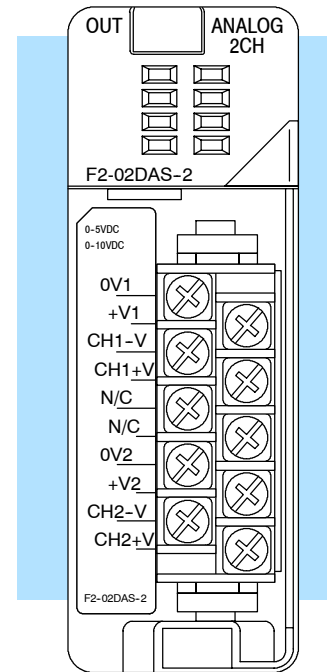 OUT ANALOG
2CH
F2-02DAS-2
0-5VDC
0-10VDC
0V1
+V1
CH1-V
CH1+V
N/C
N/C
0V2
+V2
CH2-V
CH2+V
F2-02DAS-2